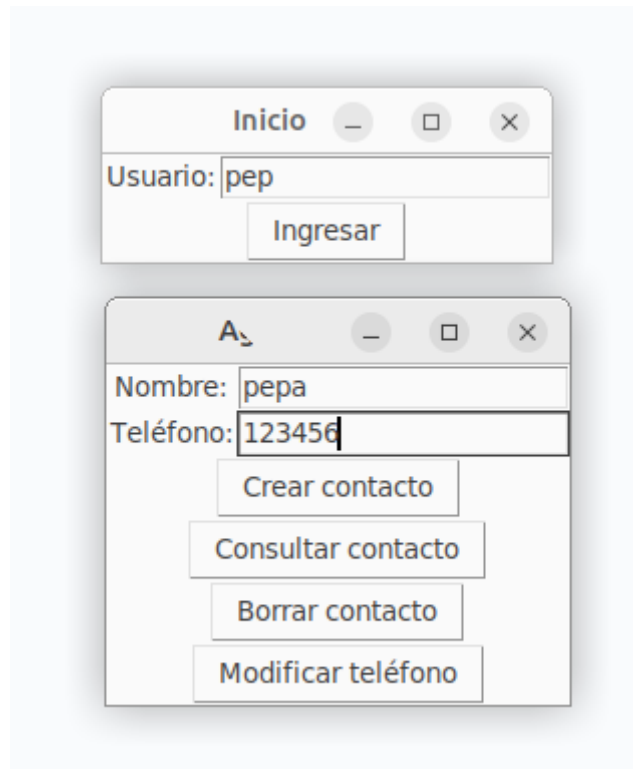 Inicio
Usuario: pep
Ingresar
Nombre: pepa
Teléfono: 123456
Crear contacto
Consultar contacto
Borrar contacto
Modificar teléfono